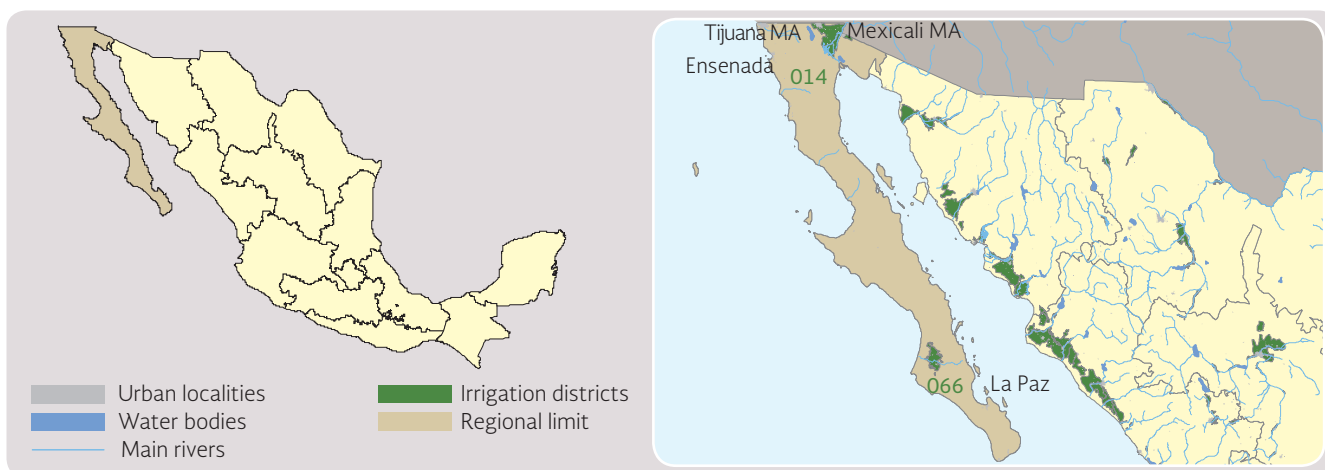 Urban localities
Water bodies
Main rivers
Irrigation districts
Regional limit
Tijuana MA
Mexicali MA
Ensenada
014
066
La Paz